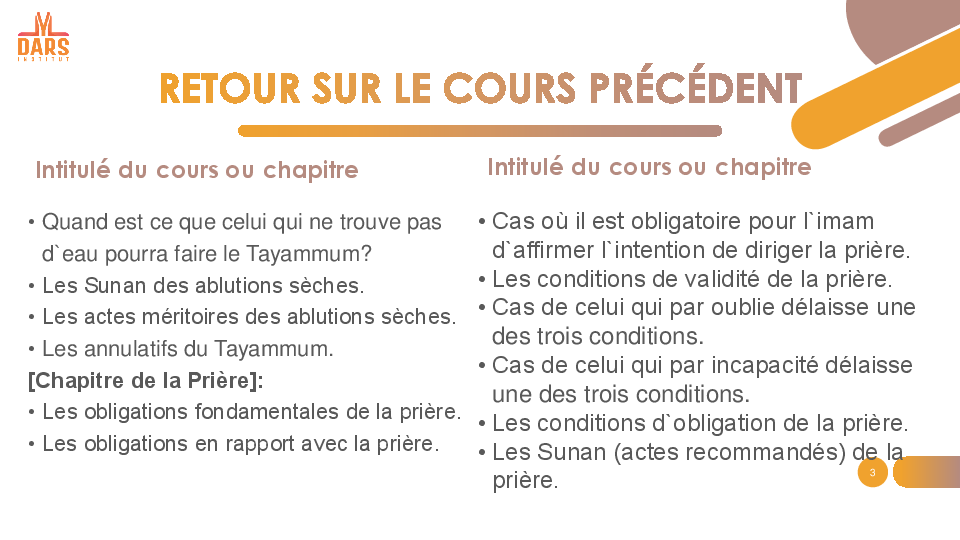 DARS
INSTITUT
RETOUR SUR LE COURS PRÉCÉDENT
Intitulé du cours ou chapitre
• Quand est ce que celui qui ne trouve pas
d`eau pourra faire le Tayammum?
• Les Sunan des ablutions sèches.
• Les actes méritoires des ablutions sèches.
• Les annulatifs du Tayammum.
[Chapitre de la Prière]:
• Les obligations fondamentales de la prière.
• Les obligations en rapport avec la prière.
Intitulé du cours ou chapitre
• Cas où il est obligatoire pour l`imam
d`affirmer l`intention de diriger la prière.
• Les conditions de validité de la prière.
• Cas de celui qui par oublie délaisse une
des trois conditions.
• Cas de celui qui par incapacité délaisse
une des trois conditions.
• Les conditions d`obligation de la prière.
• Les Sunan (actes recommandés) de la
prière.
3